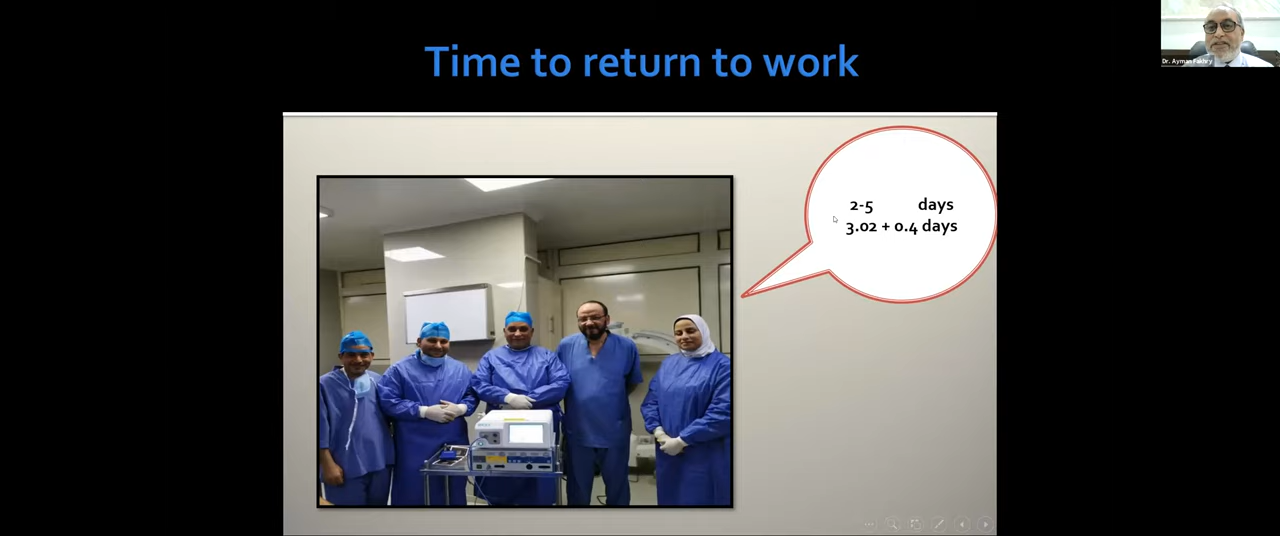 Time to return to work
Dr. Ayman Fakhry
2-5 days
3.02 + 0.4 days